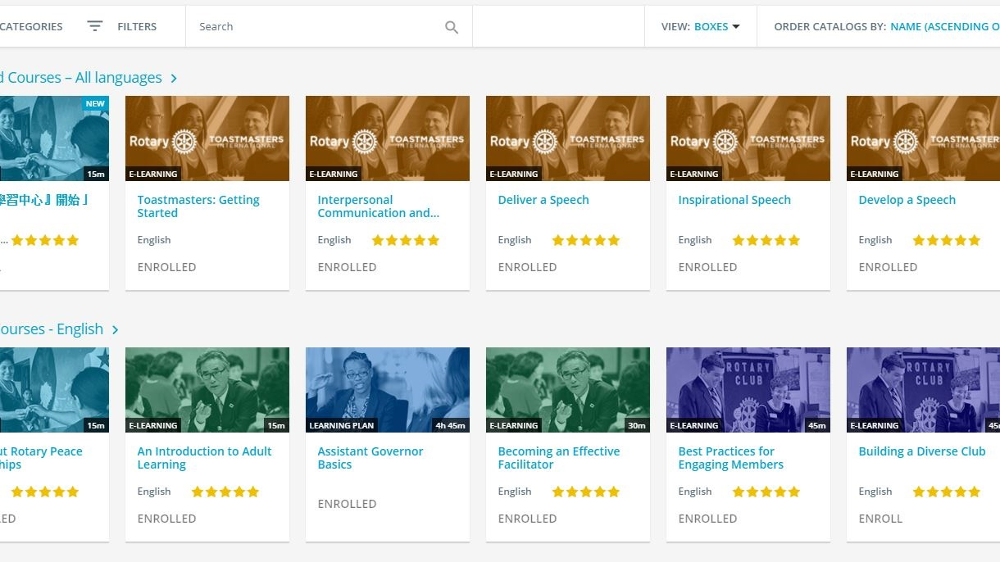 CATEGORIES FILTERS Search VIEW: BOXES ORDER CATALOGS BY: NAME (ASCENDING O
d Courses – All languages
NEW
15m
學習中心』開始」
...
Rotary TOASTMASTERS INTERNATIONAL
E-LEARNING
Toastmasters: Getting
Started
English
ENROLLED
Rotary TOASTMASTERS INTERNATIONAL
E-LEARNING
Interpersonal
Communication and...
English
ENROLLED
Rotary TOASTMASTERS INTERNATIONAL
E-LEARNING
Deliver a Speech
English
ENROLLED
Rotary TOASTMASTERS INTERNATIONAL
E-LEARNING
Inspirational Speech
English
ENROLLED
Rotary TOASTMASTERS INTERNATIONAL
E-LEARNING
Develop a Speech
English
ENROLLED
ourses - English
15m
ut Rotary Peace
hips
ED
E-LEARNING 15m
An Introduction to Adult
Learning
English
ENROLLED
LEARNING PLAN 4h 45m
Assistant Governor
Basics
ENROLLED
E-LEARNING 30m
Becoming an Effective
Facilitator
English
ENROLLED
ROTARY
CLUB
E-LEARNING 45m
Best Practices for
Engaging Members
English
ENROLLED
ROTARY
CLUB
E-LEARNING 45
Building a Diverse Club
English
ENROLL